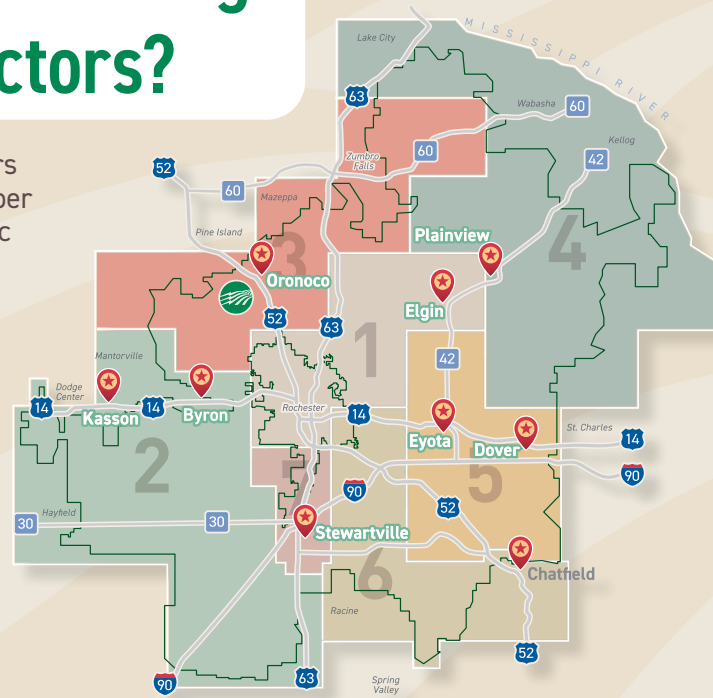 ctors?
rs
per
c
Lake City
MISSISSIPPI RIVER
63
Wabasha
60
Kellog
60
42
Zumbro
Falls
52
60
Mazeppa
Pine Island
Plainview
4
3
Oronoco
Elgin
52
63
1
42
Mantorville
Dodge
Center
14
Kasson
14
Byron
Rochester
14
Eyota
Dover
St. Charles
14
2
7
90
5
90
52
Hayfield
30
30
Stewartville
6
Chatfield
Racine
52
90
63
Spring
Valley